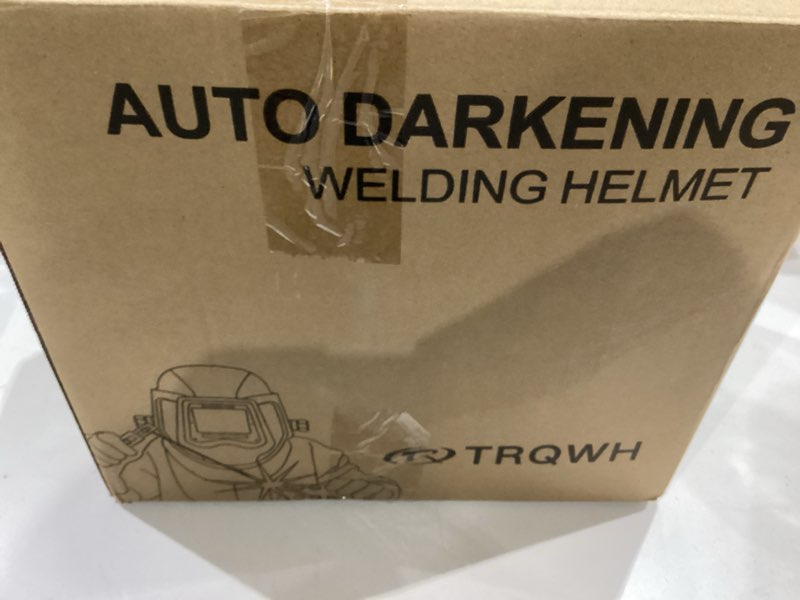 AUTO DARKENING
WELDING HELMET
TRQWH